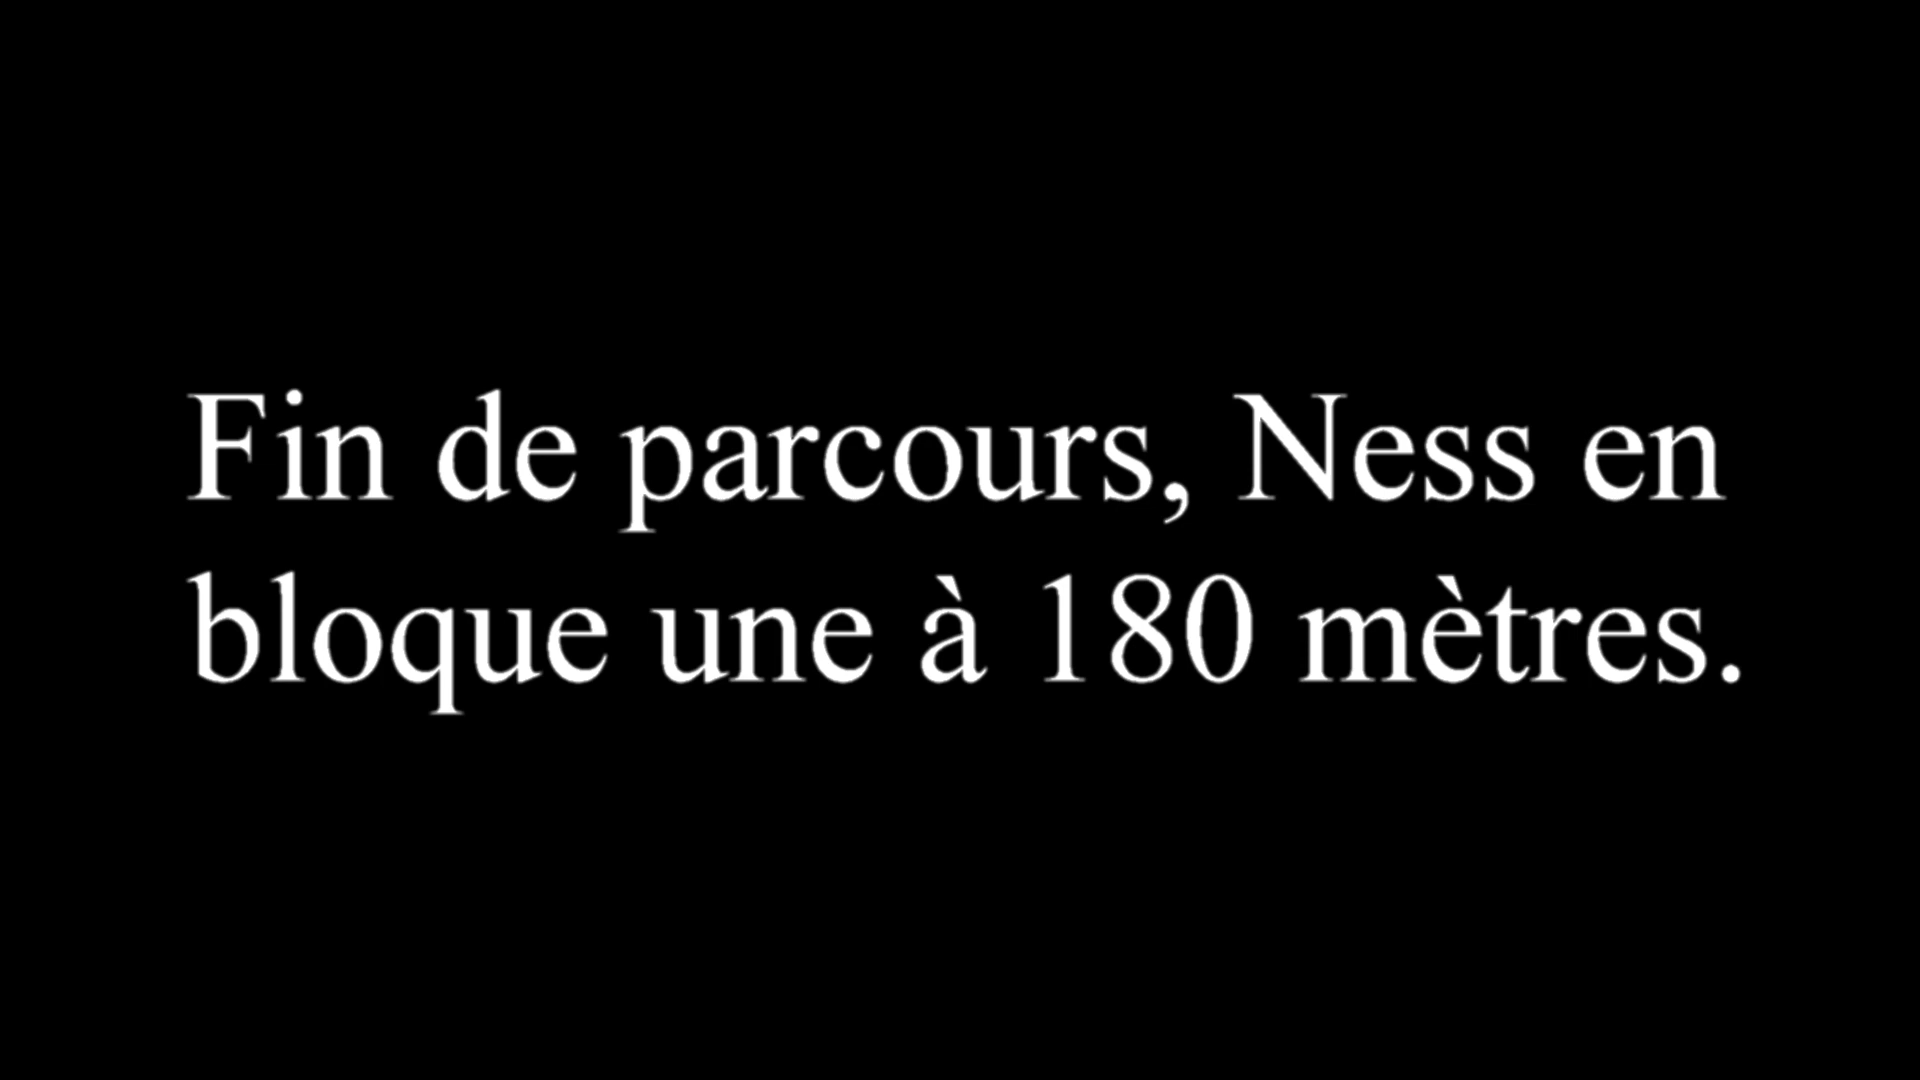 Fin de parcours, Ness en
bloque une à 180 mètres.